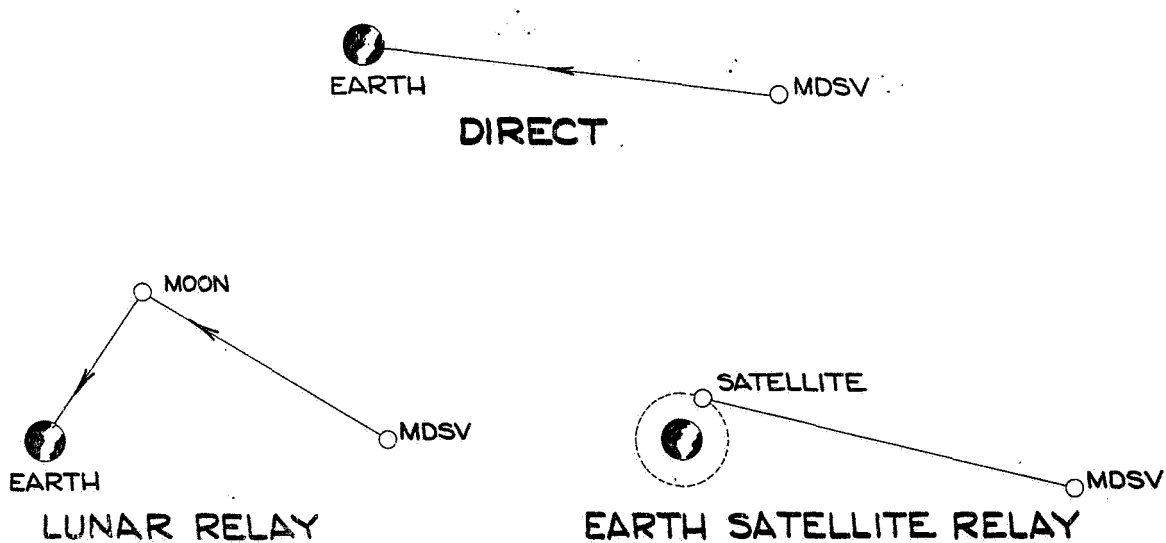 EARTH
MDSV
DIRECT
MOON
MDSV
EARTH
LUNAR RELAY
SATELLITE
MDSV
EARTH SATELLITE RELAY